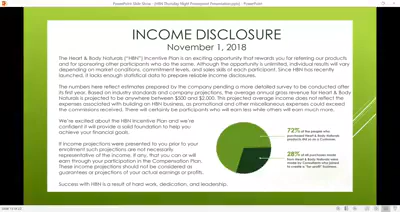 PowerPoint Slide Show - [HBN Thursday Night Powerpoint Presentation.pptx] - PowerPoint
INCOME DISCLOSURE
November 1, 2018
The Heart & Body Naturals ("HBN") Incentive Plan is an exciting opportunity that rewards you for referring our products
and for sponsoring other participants who do the same. Although the opportunity is unlimited, individual results will vary
depending on market conditions, commitment levels, and sales skills of each participant. Since HBN has recently
launched, it lacks enough statistical data to prepare reliable income disclosures.
The numbers here reflect estimates prepared by the company pending a more detailed survey to be conducted after
its first year. Based on industry standards and company projections, the average annual gross revenue for Heart & Body
Naturals is projected to be anywhere between $500 and $2,000. This projected average income does not reflect the
expenses associated with building an HBN business, as promotional and other miscellaneous expenses could exceed
the commissions received. There will certainly be participants who will earn less while others will earn much more.
We're excited about the HBN Incentive Plan and we're
confident it will provide a solid foundation to help you
achieve your financial goals.
If income projections were presented to you prior to your
enrollment such projections are not necessarily
representative of the income, if any, that you can or will
earn through your participation in the Compensation Plan.
These income projections should not be considered as
guarantees or projections of your actual earnings or profits.
Success with HBN is a result of hard work, dedication, and leadership.
72% of the people who
purchased Heart & Body Naturals
products did so as a Customer.
28% of all purchases made
from Heart & Body Naturals were
made by Consultants who joined
to create a "for-profit" business.